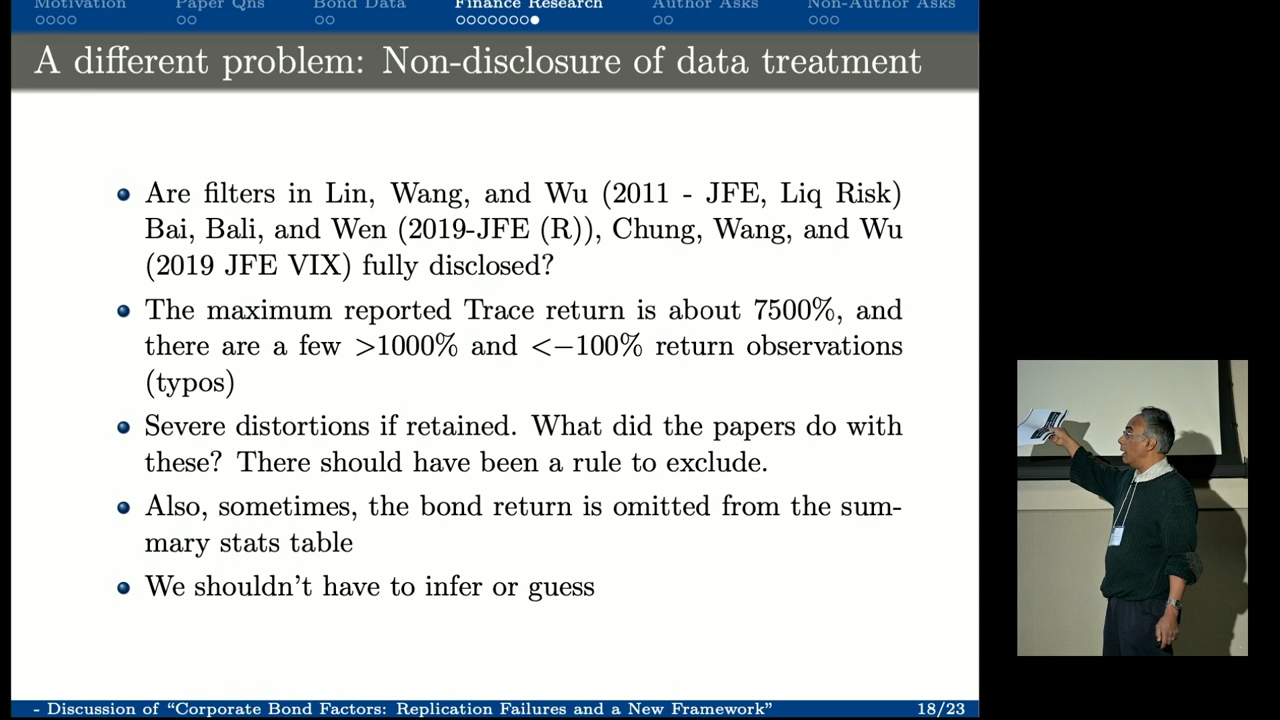 Motivation Paper Qns Bond Data Finance Research Author Asks Non-Author Asks
A different problem: Non-disclosure of data treatment
Are filters in Lin, Wang, and Wu (2011 - JFE, Liq Risk)
Bai, Bali, and Wen (2019-JFE (R)), Chung, Wang, and Wu
(2019 JFE VIX) fully disclosed?
The maximum reported Trace return is about 7500%, and
there are a few >1000% and <−100% return observations
(typos)
Severe distortions if retained. What did the papers do with
these? There should have been a rule to exclude.
Also, sometimes, the bond return is omitted from the sum-
mary stats table
We shouldn't have to infer or guess
- Discussion of “Corporate Bond Factors: Replication Failures and a New Framework” 18/23